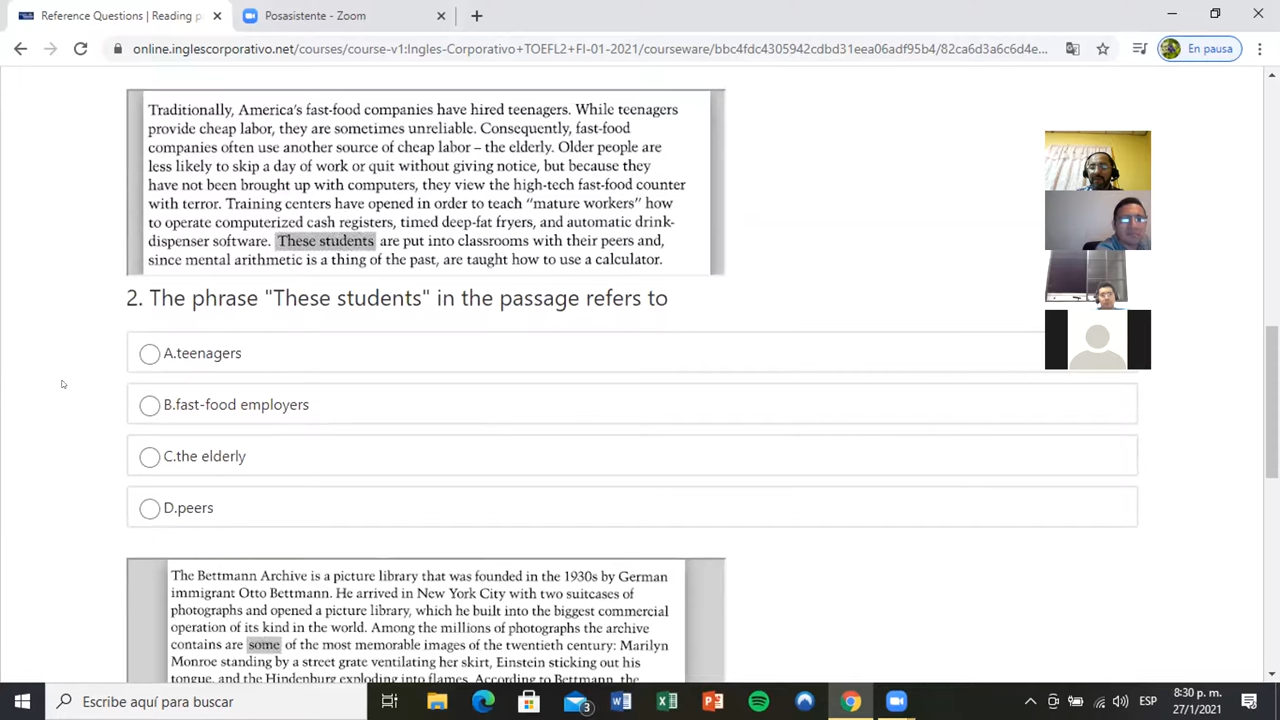 Reference Questions | Reading p
Posasistente - Zoom
online.inglescorporativo.net/courses/course-v1:Ingles-Corporativo+TOEFL2+FI-01-2021/courseware/bbc4fdc4305942cdbd31eea06adf95b4/82ca6d3a6c6d4e...
En pausa
Traditionally, America's fast-food companies have hired teenagers. While teenagers
provide cheap labor, they are sometimes unreliable. Consequently, fast-food
companies often use another source of cheap labor – the elderly. Older people are
less likely to skip a day of work or quit without giving notice, but because they
have not been brought up with computers, they view the high-tech fast-food counter
with terror. Training centers have opened in order to teach "mature workers" how
to operate computerized cash registers, timed deep-fat fryers, and automatic drink-
dispenser software. These students are put into classrooms with their peers and,
since mental arithmetic is a thing of the past, are taught how to use a calculator.
2. The phrase "These students" in the passage refers to
A.teenagers
B.fast-food employers
C.the elderly
D.peers
The Bettmann Archive is a picture library that was founded in the 1930s by German
immigrant Otto Bettmann. He arrived in New York City with two suitcases of
photographs and opened a picture library, which he built into the biggest commercial
operation of its kind in the world. Among the millions of photographs the archive
contains are some of the most memorable images of the twentieth century: Marilyn
Monroe standing by a street grate ventilating her skirt, Einstein sticking out his
tongue, and the Hindenburg exploding into flames. According to Bettmann, the
Escribe aquí para buscar
3
ESP
8:30 p. m.
27/1/2021